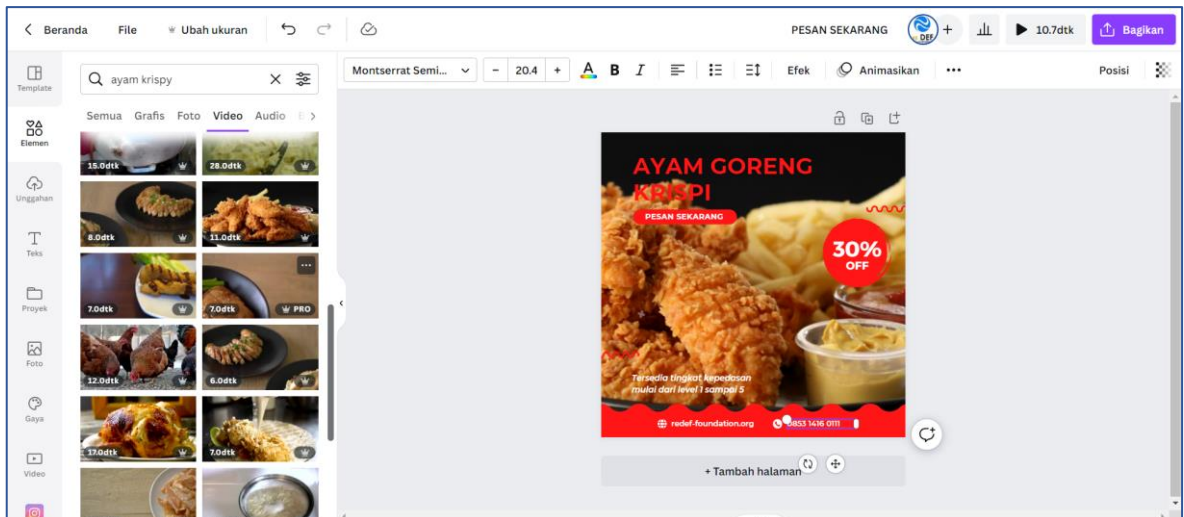 Beranda File Ubah ukuran PESAN SEKARANG DEF + 10.7dtk Bagikan
Template
Elemen
Unggahan
Teks
Proyek
Foto
Gaya
Video
ayam krispy
Semua Grafis Foto Video Audio
15.0dtk 28.0dtk
8.0dtk 11.0dtk
7.0dtk 7.0dtk PRO
12.0dtk 6.0dtk
17.0dtk 7.0dtk
Montserrat Semi... - 20.4 + A B I Efek Animasikan ... Posisi
AYAM GORENG
KRISPI
PESAN SEKARANG
30%
OFF
Tersedia tingkat kepedasan
mulai dari level 1 sampai 5
redef-foundation.org 0853 1416 0111
+ Tambah halaman